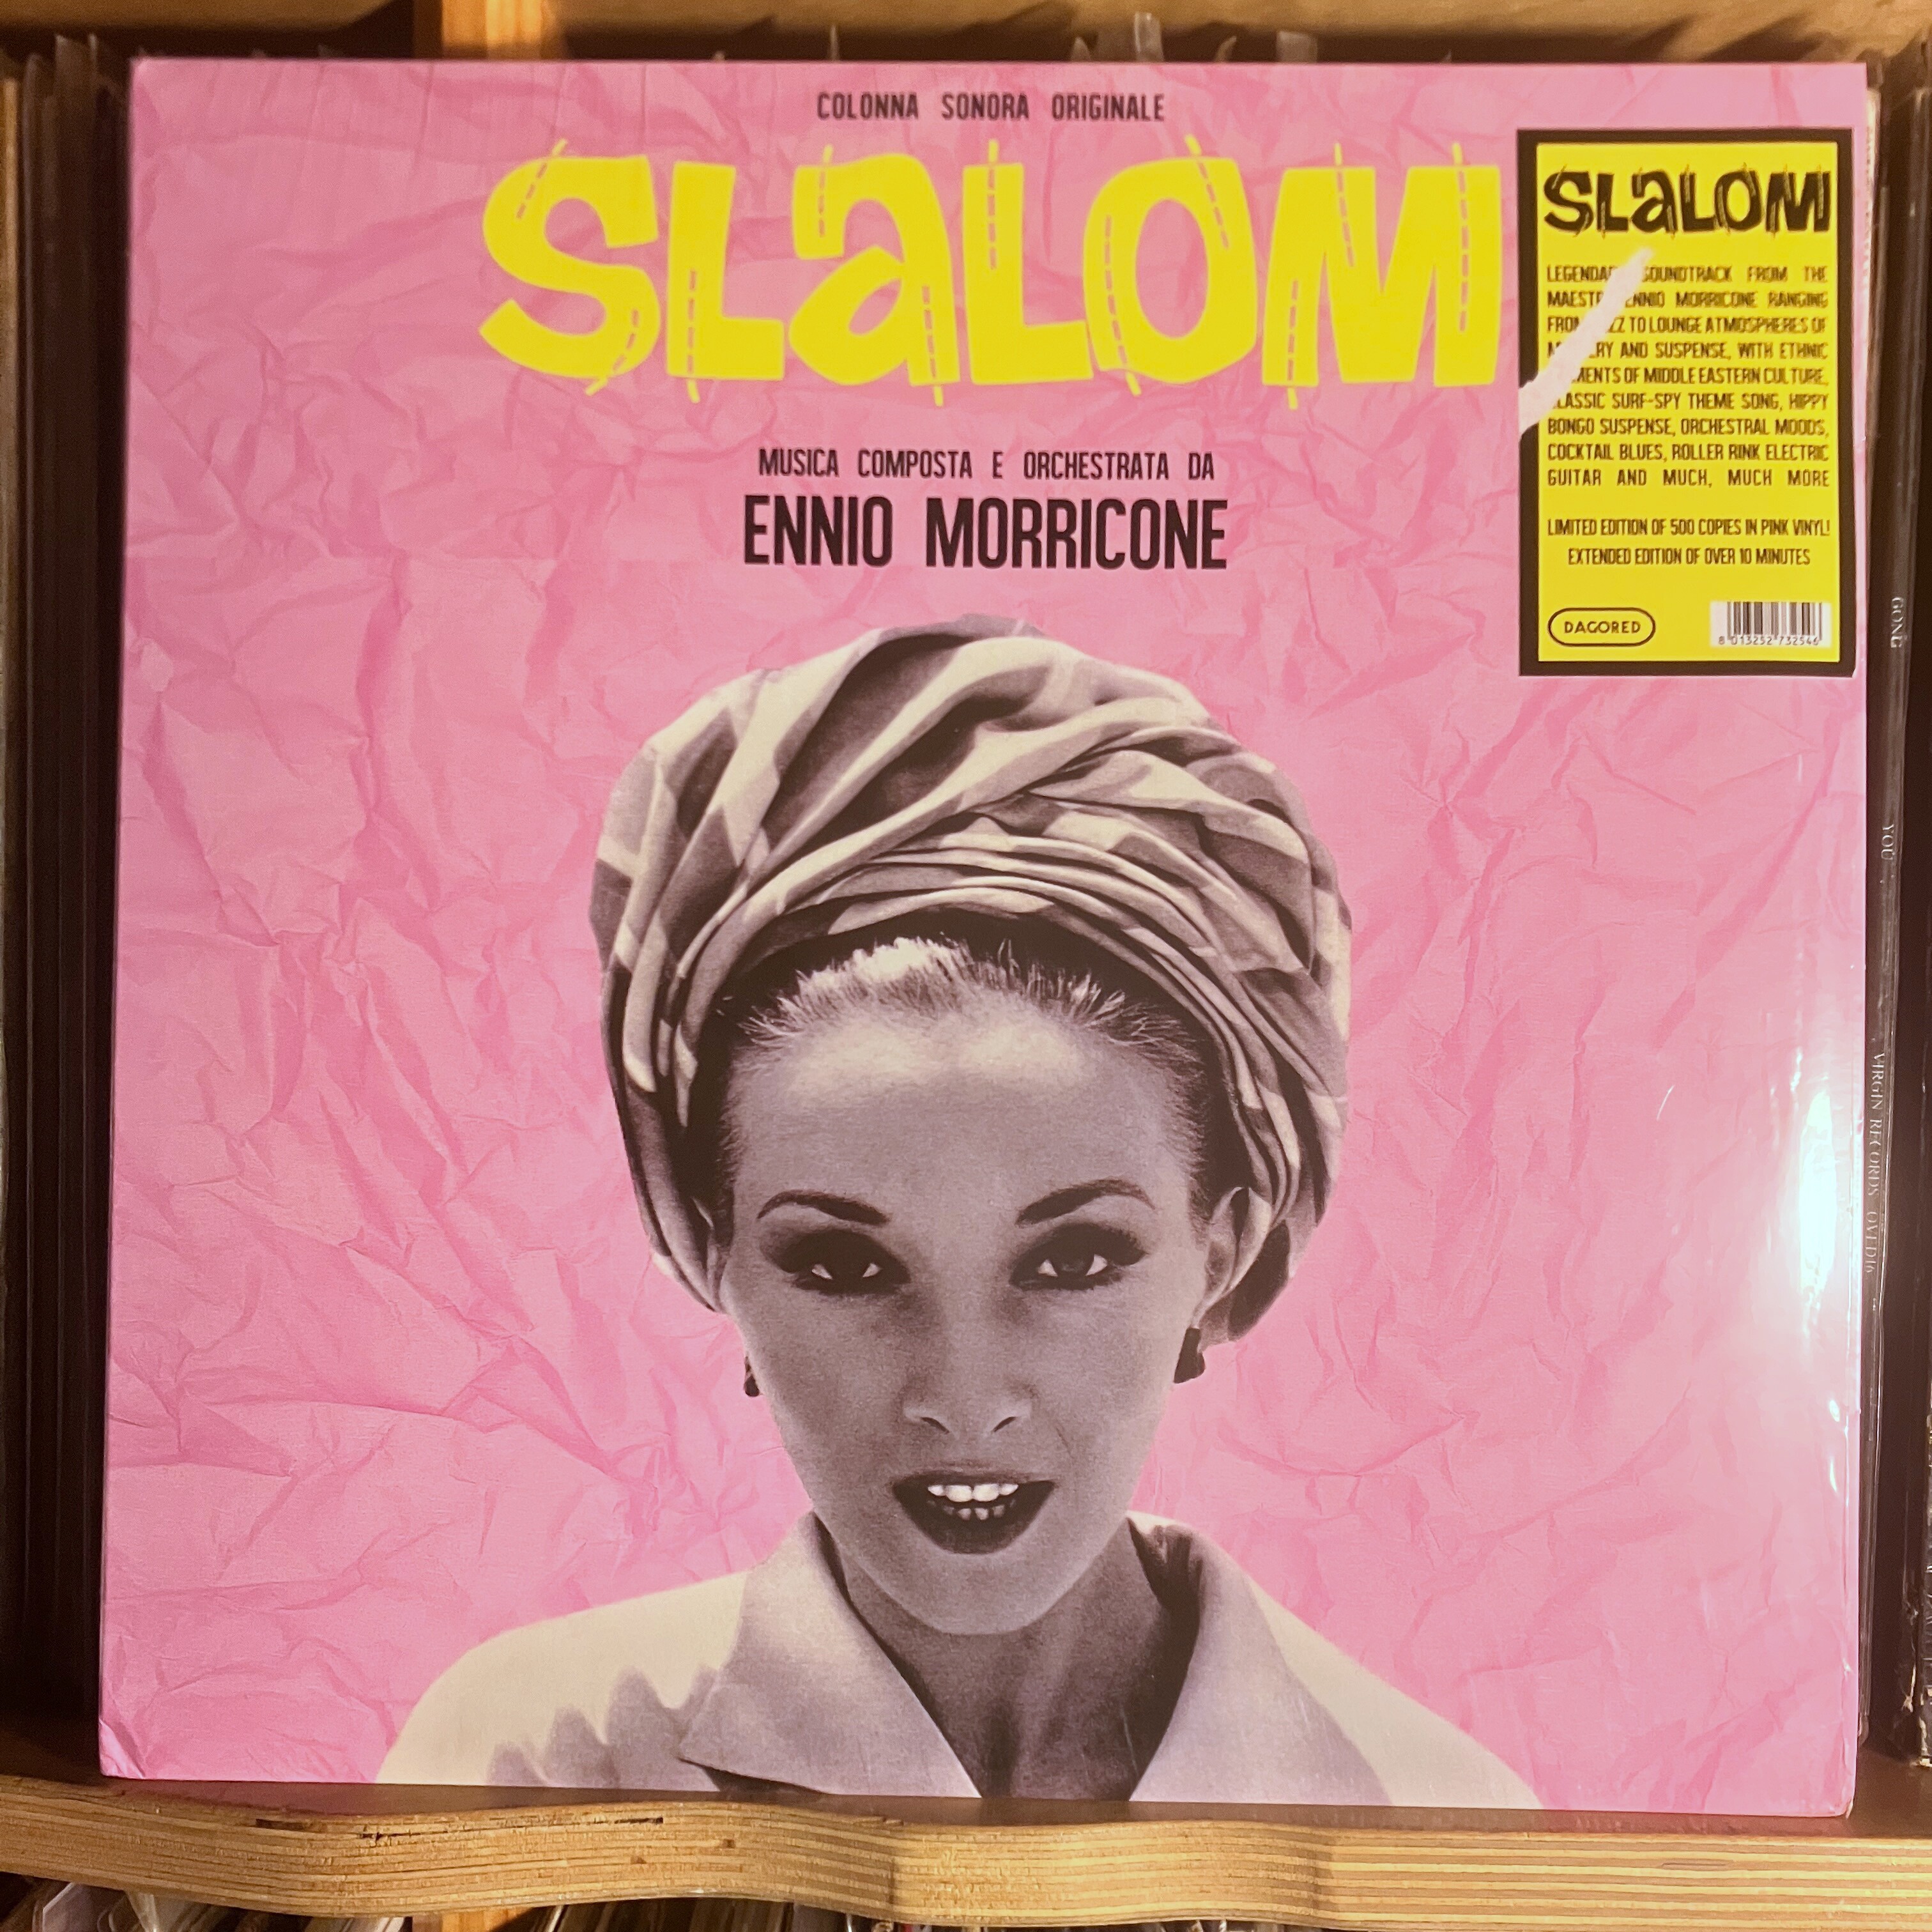 COLONNA SONORA ORIGINALE
SLALOM
MUSICA COMPOSTA E ORCHESTRATA DA
ENNIO MORRICONE
SLALOM
SOUNDTRACK FROM THE
ENNIO MORRICONE RANGING
TO LOUNGE ATMOSPHERES OF
AND SUSPENSE, WITH ETHNIC
OF MIDDLE EASTERN CULTURE,
CLASSIC SURF-SPY THEME SONG, HIPPY
BONGO SUSPENSE, ORCHESTRAL MOODS,
COCKTAIL BLUES, ROLLER RINK ELECTRIC
GUITAR AND MUCH, MUCH MORE
LIMITED EDITION OF 500 COPIES IN PINK VINYL!
EXTENDED EDITION OF OVER 10 MINUTES
DAGORED
8 013252 732546
GONG
YOU
VIRGIN RECORDS OVED16